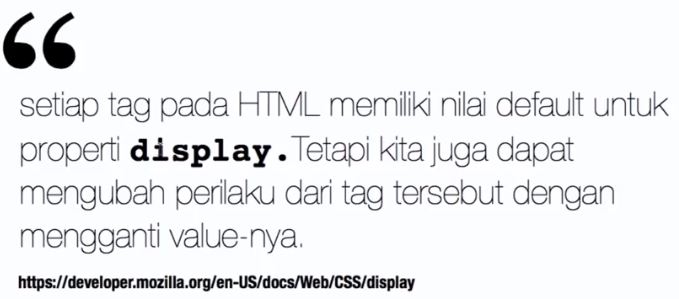 “
setiap tag pada HTML memiliki nilai default untuk
properti display. Tetapi kita juga dapat
mengubah perilaku dari tag tersebut dengan
mengganti value-nya.
https://developer.mozilla.org/en-US/docs/Web/CSS/display